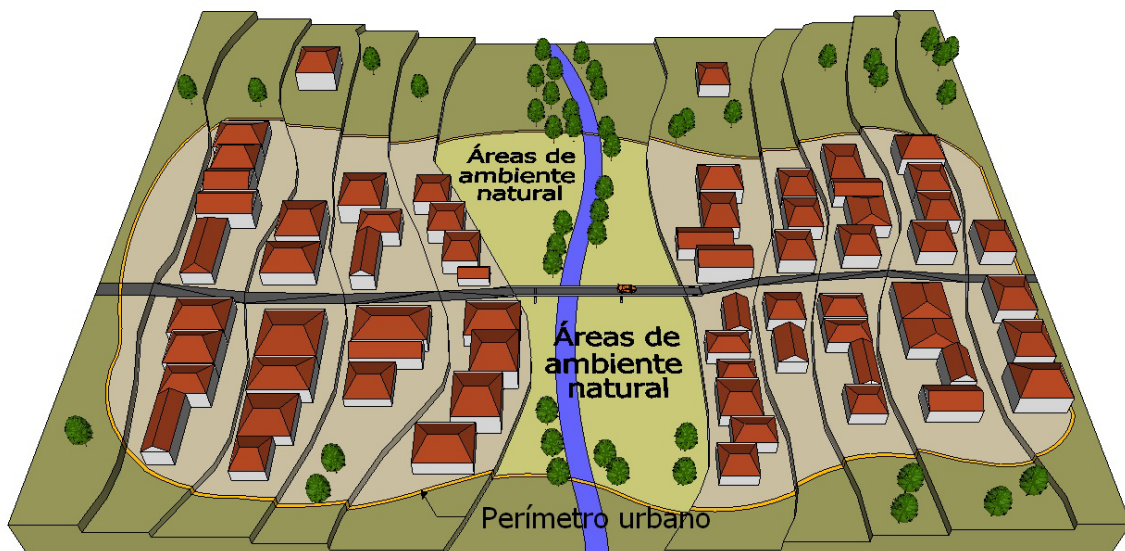 Áreas de
ambiente
natural
Áreas de
ambiente
natural
Perímetro urbano